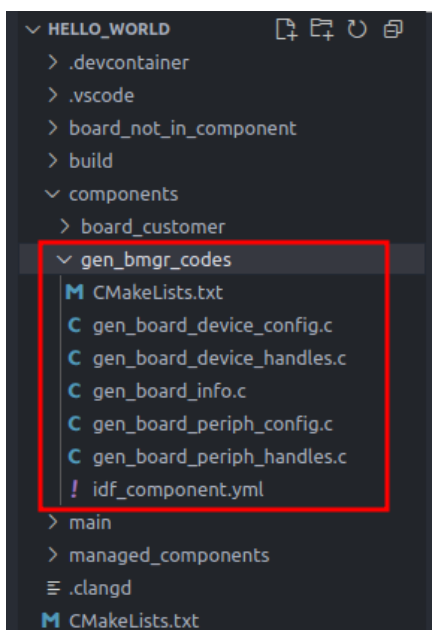 HELLO_WORLD
.devcontainer
.vscode
board_not_in_component
build
components
board_customer
gen_bmgr_codes
M CMakeLists.txt
C gen_board_device_config.c
C gen_board_device_handles.c
C gen_board_info.c
C gen_board_periph_config.c
C gen_board_periph_handles.c
! idf_component.yml
main
managed_components
.clangd
M CMakeLists.txt